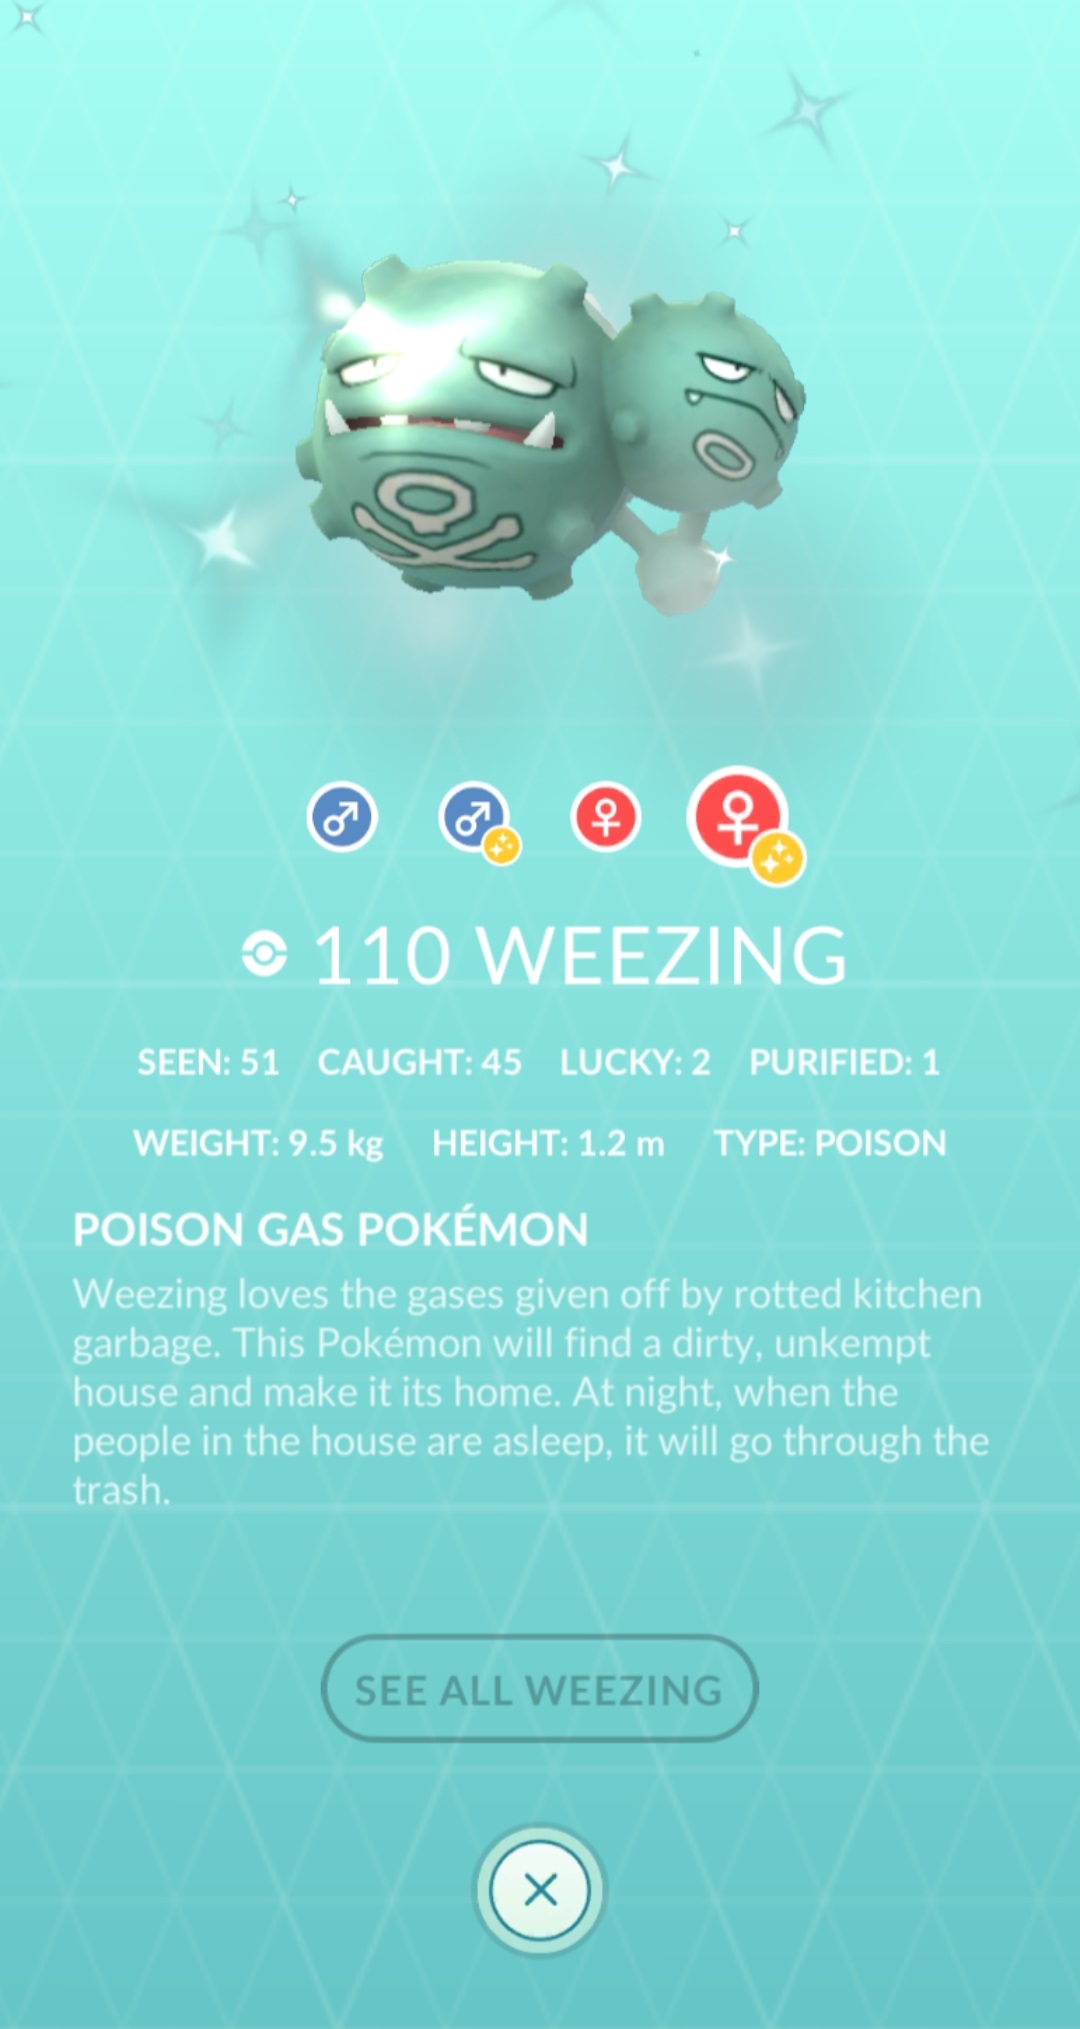 110 WEEZING
SEEN: 51 CAUGHT: 45 LUCKY: 2 PURIFIED: 1
WEIGHT: 9.5 kg HEIGHT: 1.2 m TYPE: POISON
POISON GAS POKÉMON
Weezing loves the gases given off by rotted kitchen
garbage. This Pokémon will find a dirty, unkempt
house and make it its home. At night, when the
people in the house are asleep, it will go through the
trash.
SEE ALL WEEZING